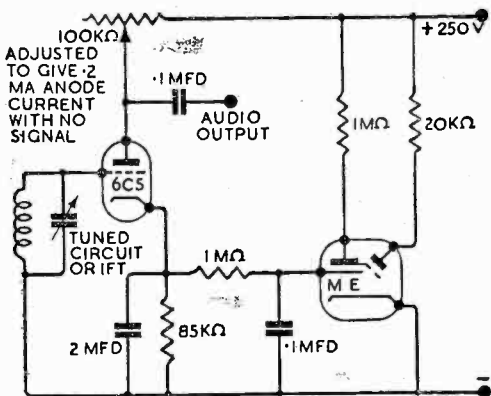 100KΩ
ADJUSTED
TO GIVE ·2
MA ANODE
CURRENT
WITH NO
SIGNAL
+250V
·1MFD
AUDIO
OUTPUT
1MΩ
20KΩ
6C5
TUNED
CIRCUIT
OR IFT
1MΩ
M E
2 MFD
85KΩ
·1MFD
−